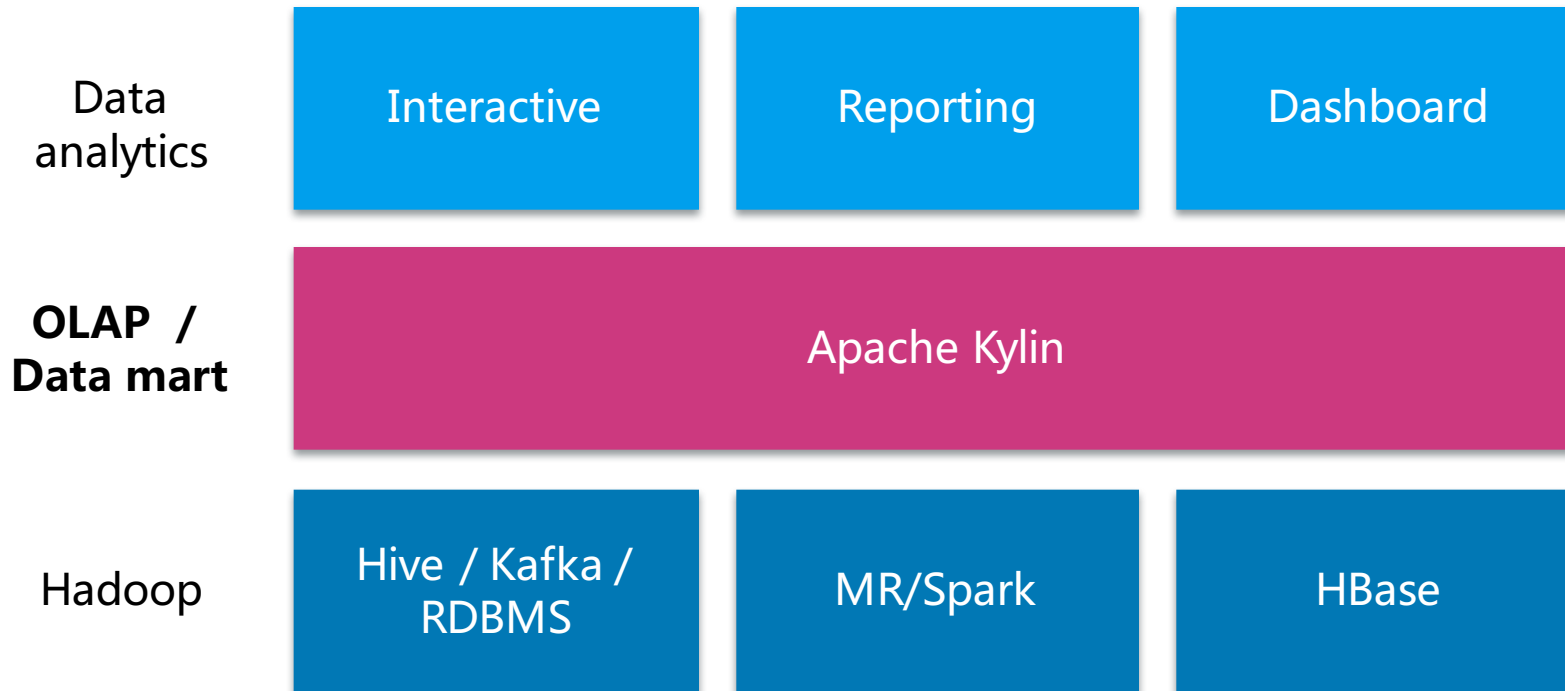 Data
analytics
Interactive
Reporting
Dashboard
OLAP /
Data mart
Apache Kylin
Hadoop
Hive / Kafka /
RDBMS
MR/Spark
HBase